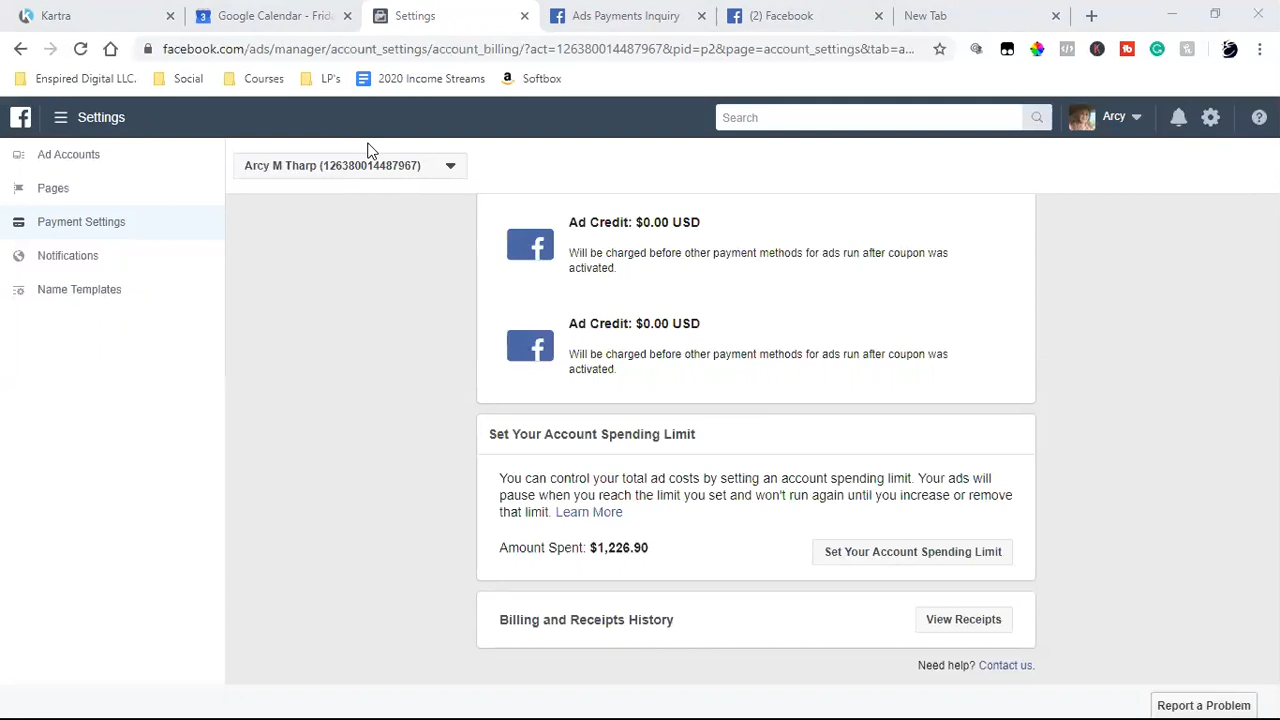 Kartra
Google Calendar - Frida
Settings
Ads Payments Inquiry
(2) Facebook
New Tab
facebook.com/ads/manager/account_settings/account_billing/?act=126380014487967&pid=p2&page=account_settings&tab=a...
Enspired Digital LLC.
Social
Courses
LP's
2020 Income Streams
Softbox
Settings
Search
Arcy
Ad Accounts
Pages
Payment Settings
Notifications
Name Templates
Arcy M Tharp (126380014487967)
Ad Credit: $0.00 USD
Will be charged before other payment methods for ads run after coupon was
activated.
Ad Credit: $0.00 USD
Will be charged before other payment methods for ads run after coupon was
activated.
Set Your Account Spending Limit
You can control your total ad costs by setting an account spending limit. Your ads will
pause when you reach the limit you set and won't run again until you increase or remove
that limit. Learn More
Amount Spent: $1,226.90
Set Your Account Spending Limit
Billing and Receipts History
View Receipts
Need help? Contact us.
Report a Problem